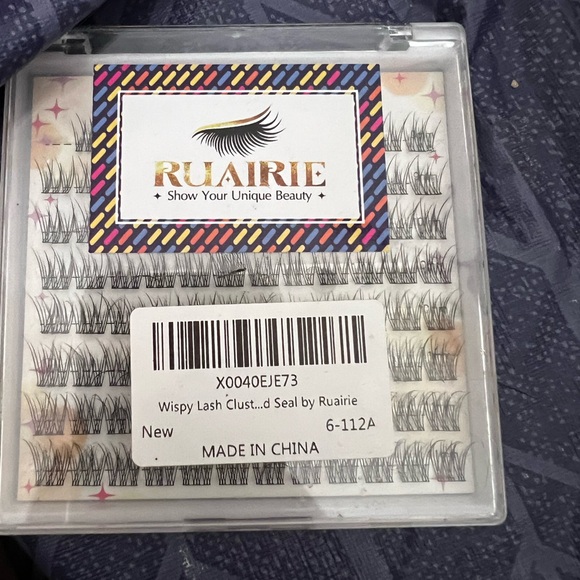 RUAIRIE
✦ Show Your Unique Beauty ✦
X0040EJE73
Wispy Lash Clust...d Seal by Ruairie
New 6-112A
MADE IN CHINA